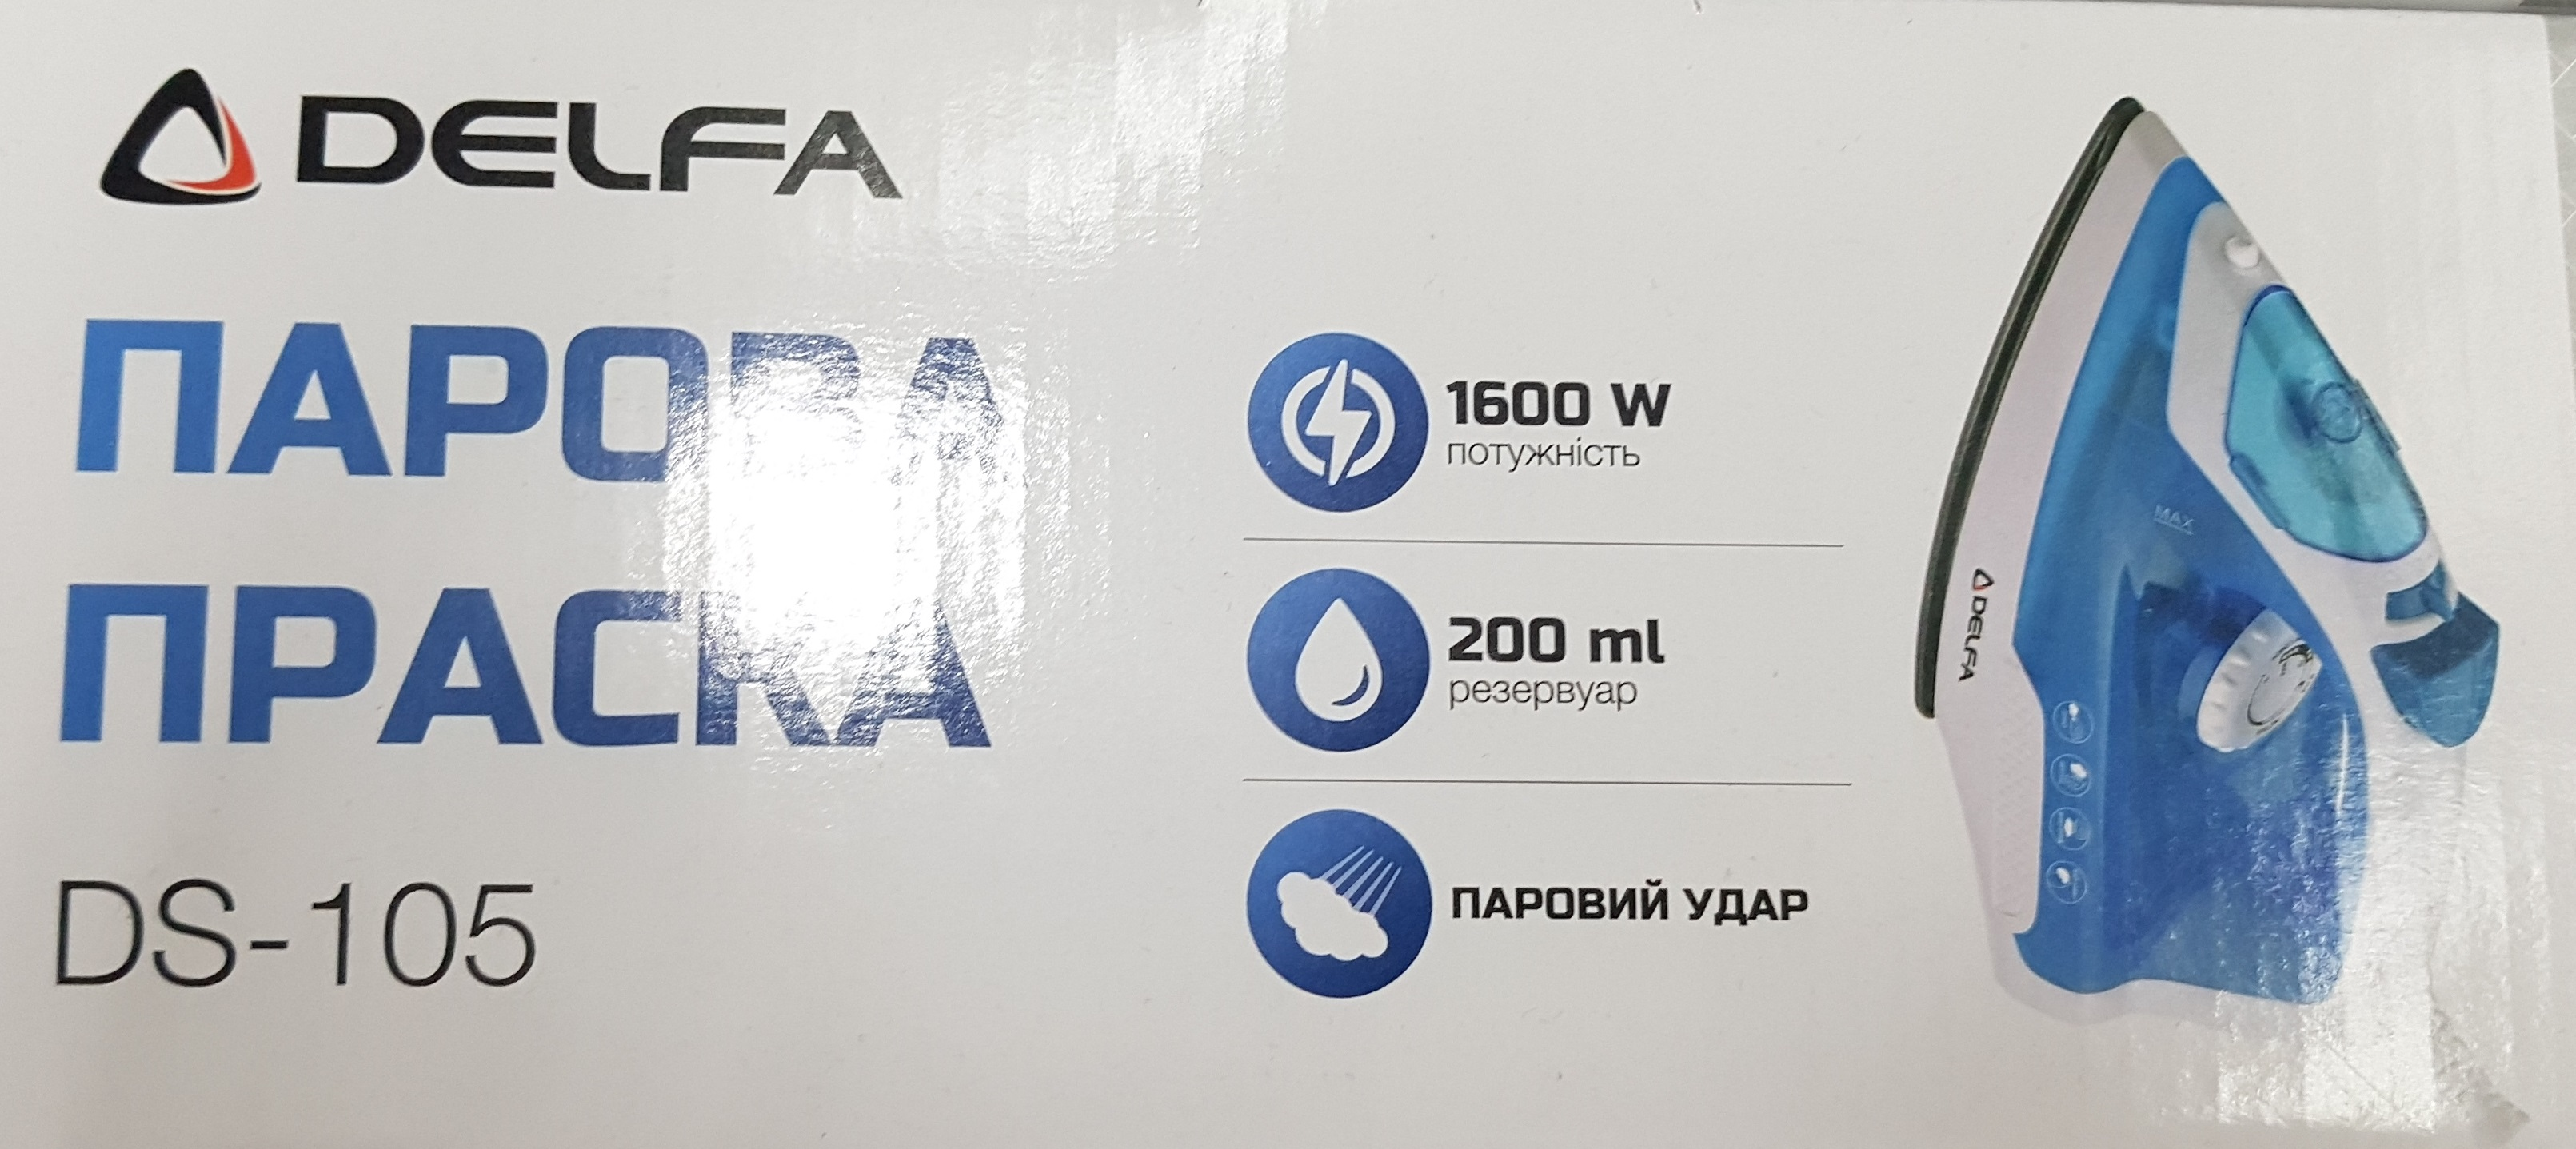 DELFA
ПАРОВА
ПРАСКА
DS-105
1600 W
потужність
200 ml
резервуар
ПАРОВИЙ УДАР
MAX
DELFA